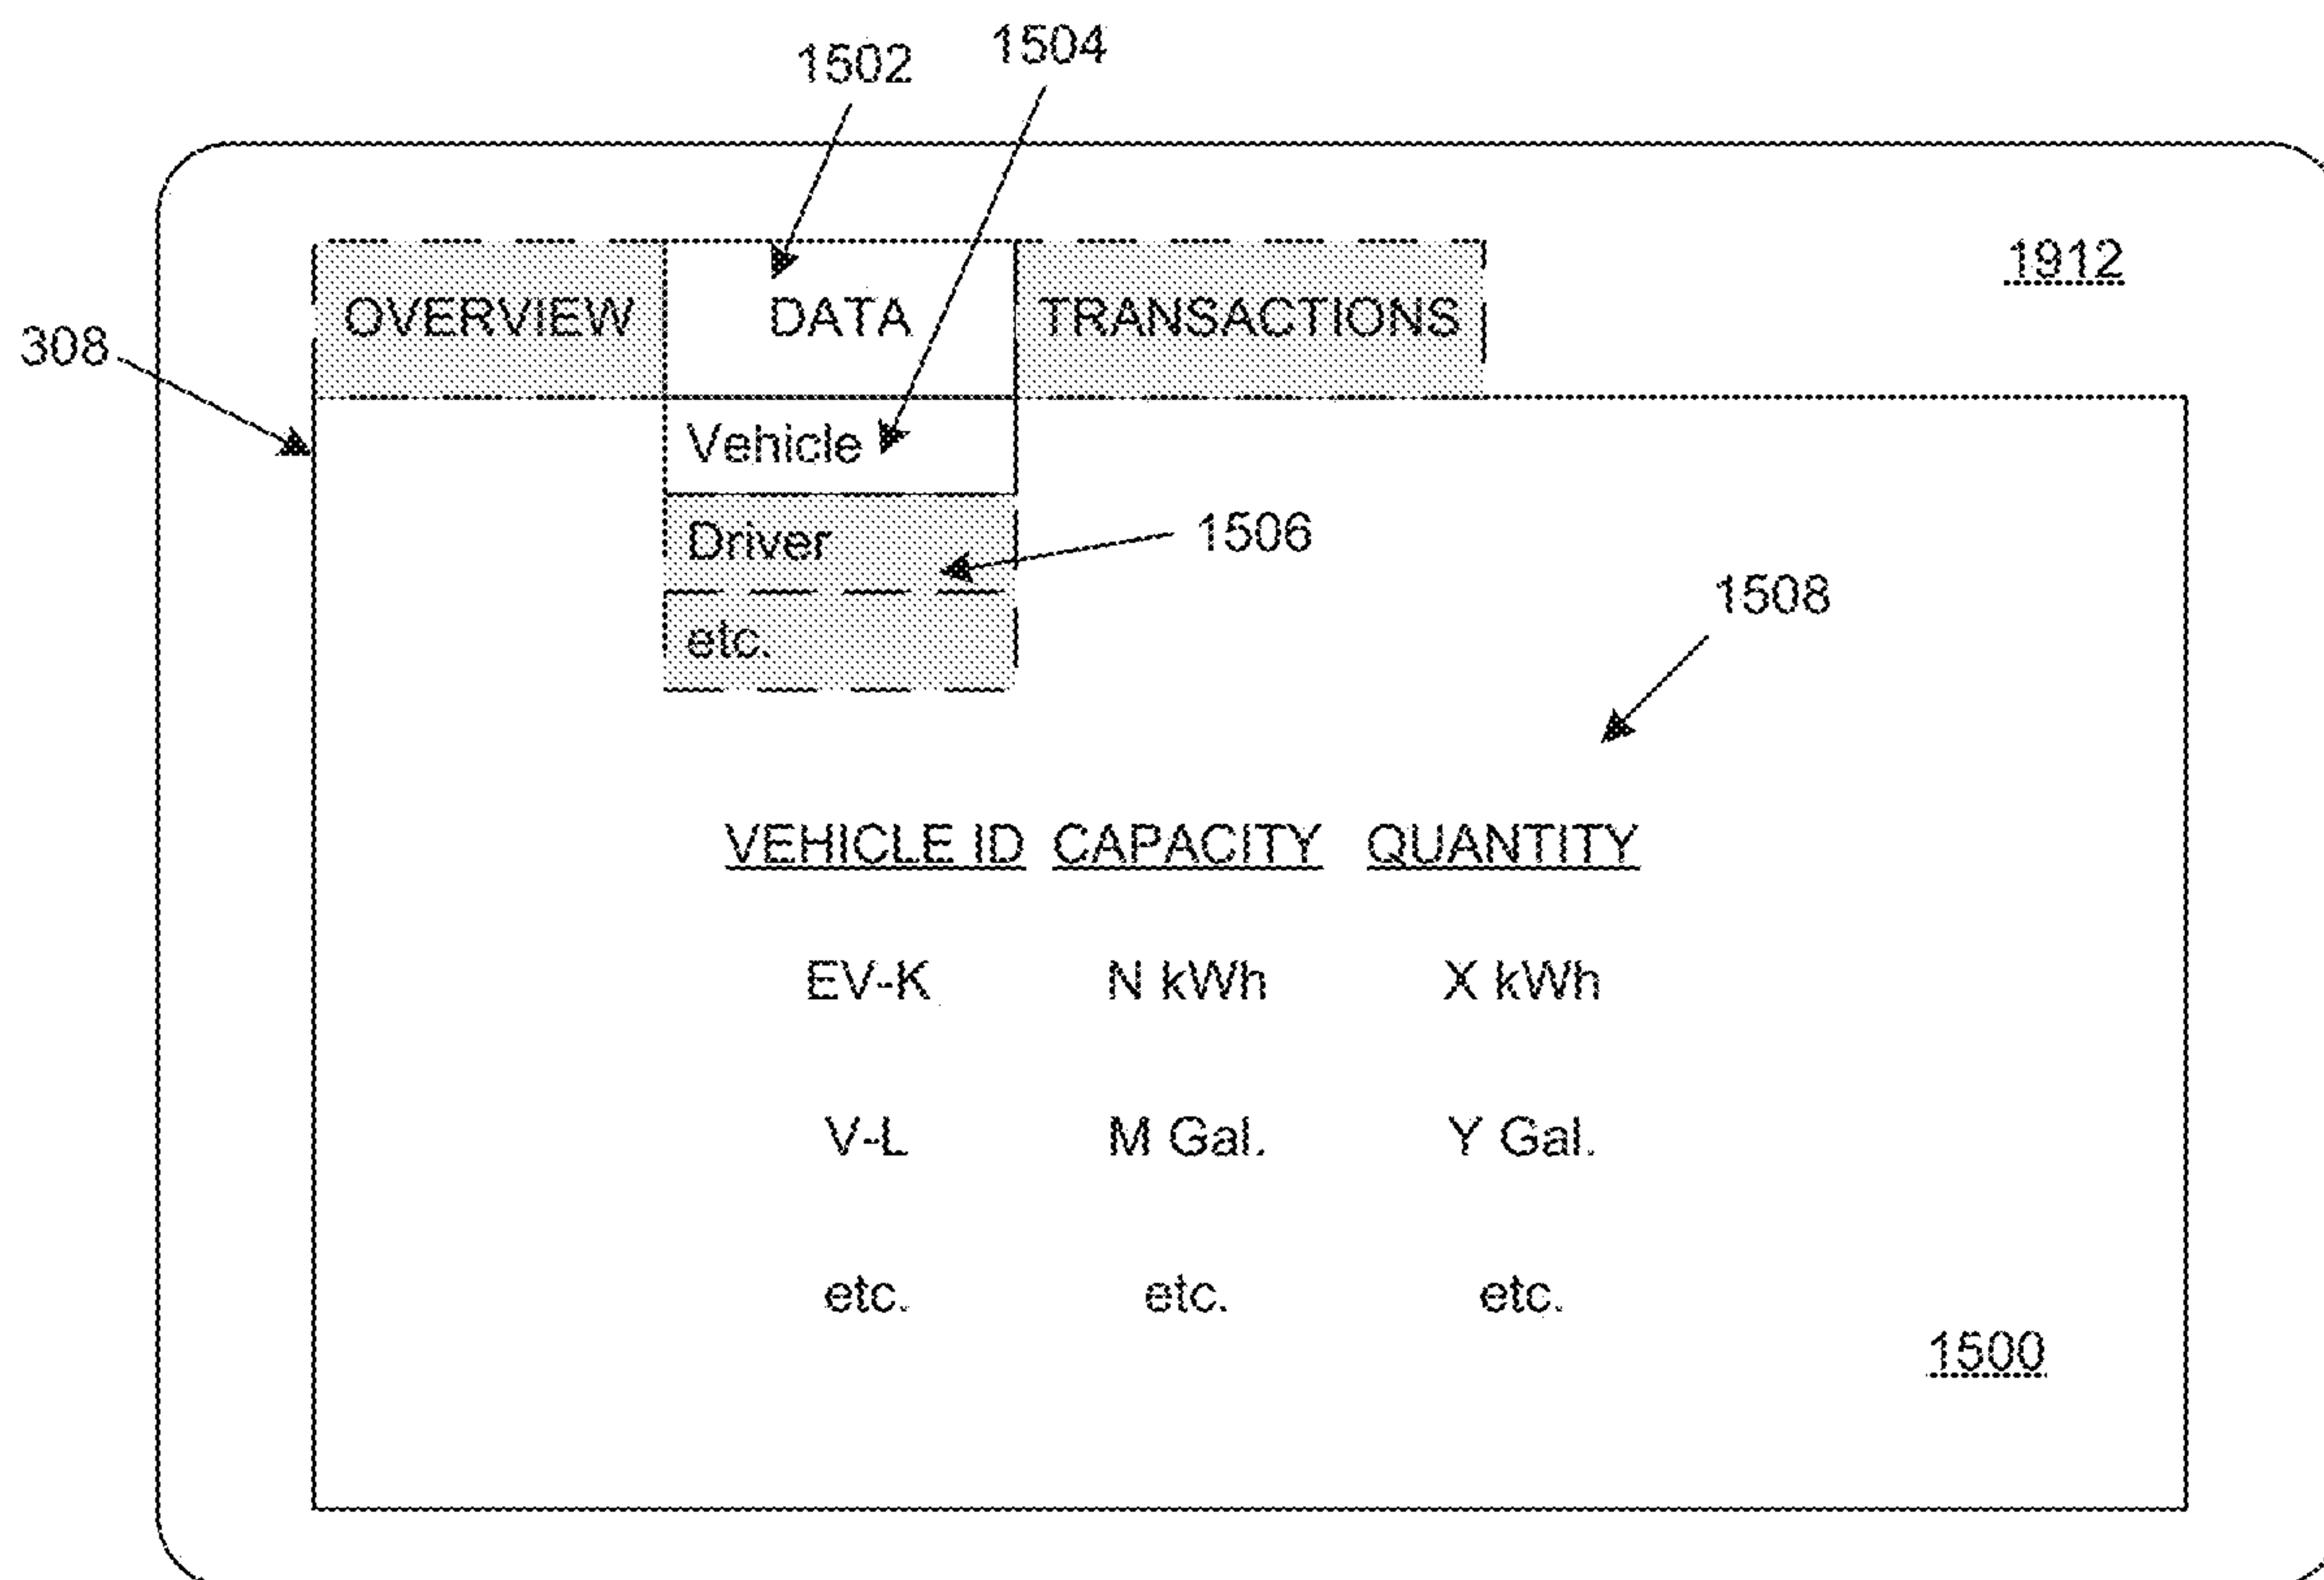 1502 1504
1912
OVERVIEW DATA TRANSACTIONS
308
Vehicle
Driver
1506
1508
etc.
VEHICLE ID CAPACITY QUANTITY
EV-K N kWh X kWh
V-L M Gal. Y Gal.
etc. etc. etc.
1500